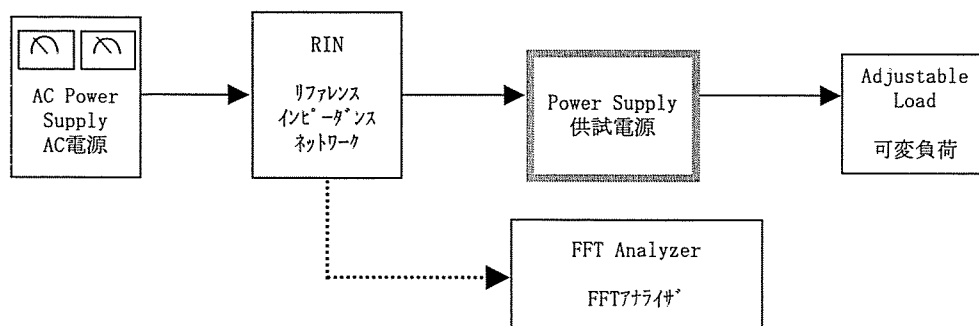 AC Power
Supply
AC電源
RIN
ﾘﾌｧﾚﾝｽ
ｲﾝﾋﾟｰﾀﾞﾝｽ
ﾈｯﾄﾜｰｸ
Power Supply
供試電源
Adjustable
Load
可変負荷
FFT Analyzer
FFTｱﾅﾗｲｻﾞ